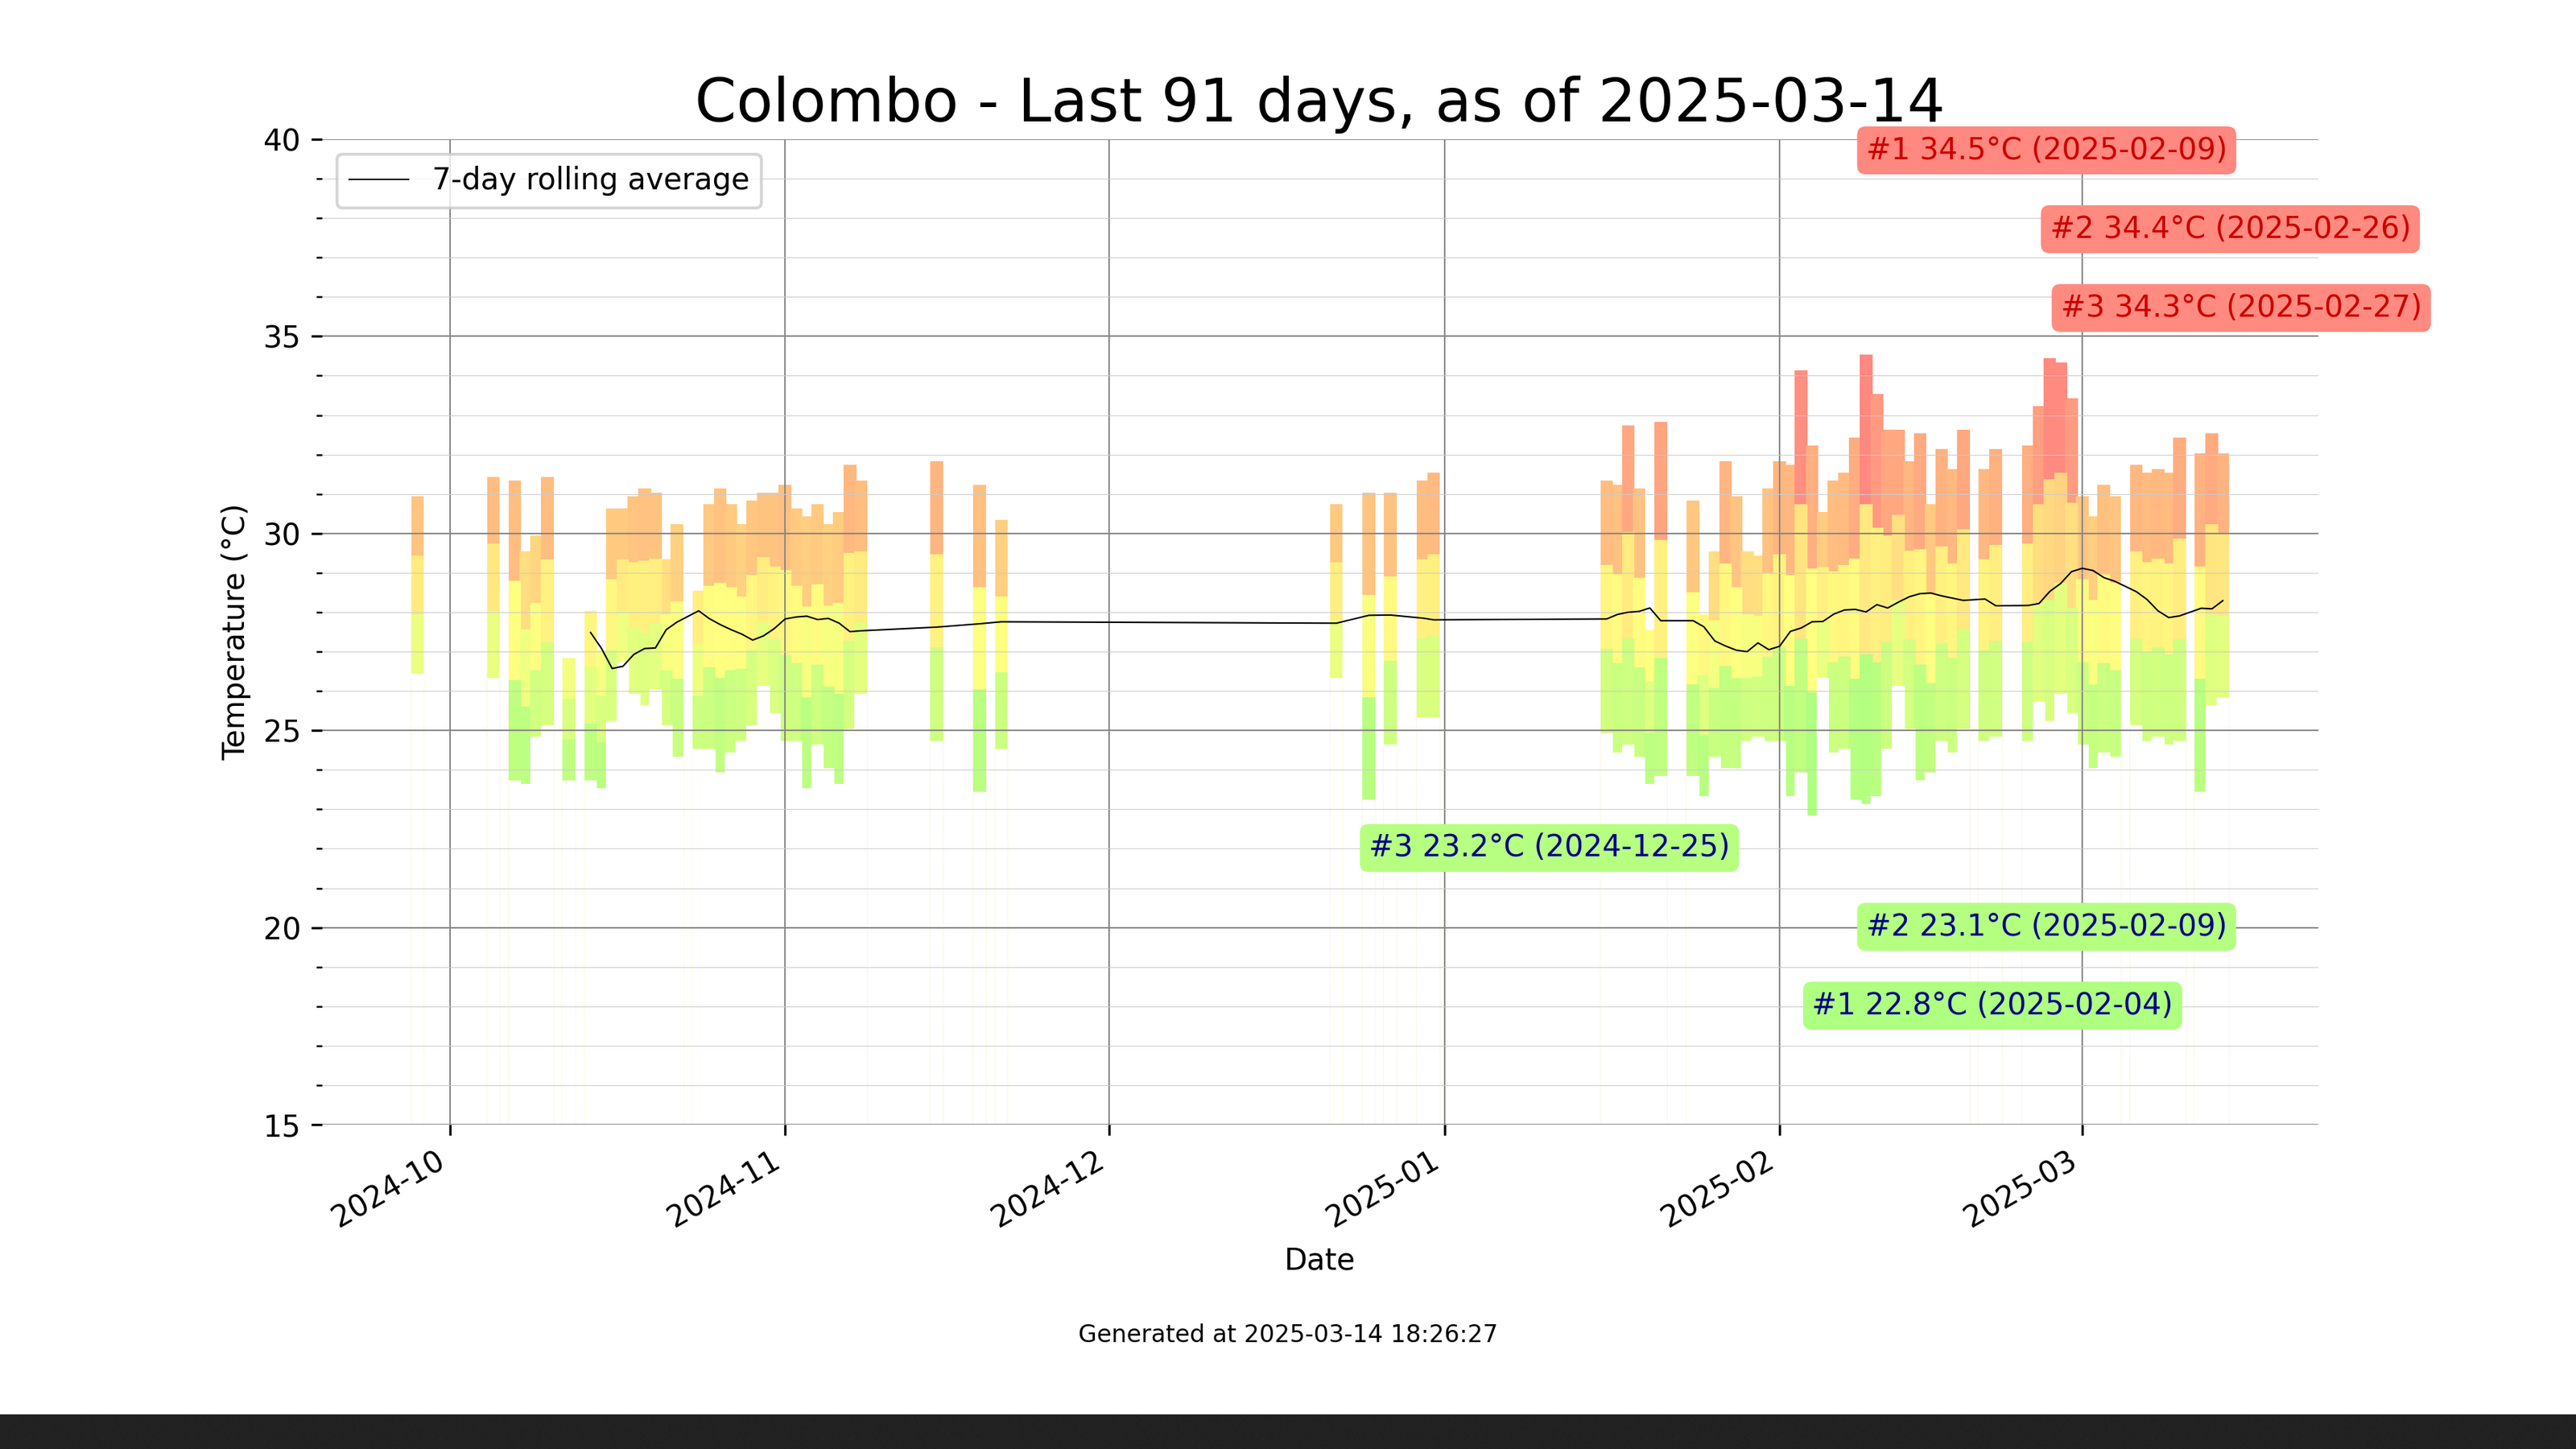 Colombo - Last 91 days, as of 2025-03-14
40
#1 34.5°C (2025-02-09)
7-day rolling average
#2 34.4°C (2025-02-26)
#3 34.3°C (2025-02-27)
35
30
Temperature (°C)
25
#3 23.2°C (2024-12-25)
20
#2 23.1°C (2025-02-09)
#1 22.8°C (2025-02-04)
15
2024-10
2024-11
2024-12
2025-01
2025-02
2025-03
Date
Generated at 2025-03-14 18:26:27